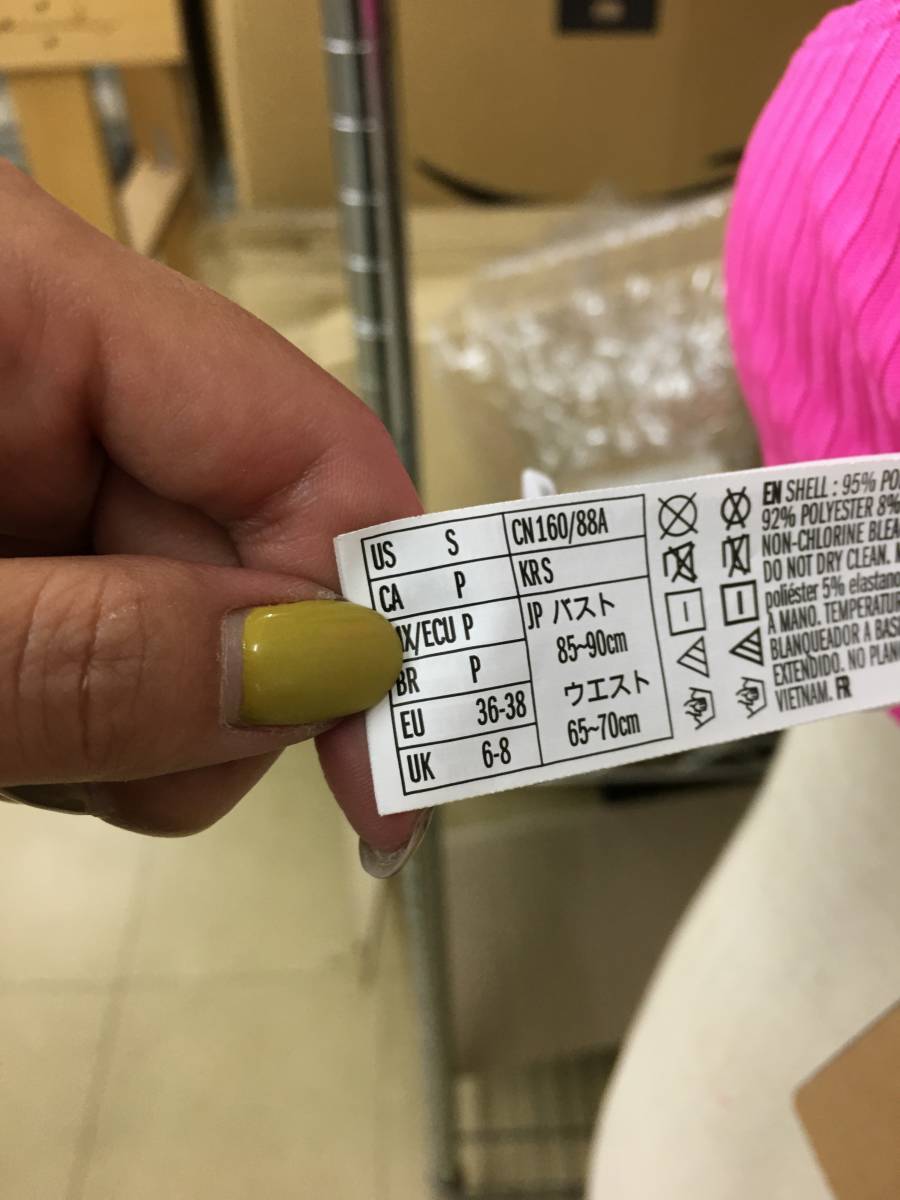 US S
CA P
X/ECU P
BR P
EU 36-38
UK 6-8
CN 160/88A
KR S
JP バスト
85~90cm
ウエスト
65~70cm
EN SHELL : 95% PO
92% POLYESTER 8%
NON-CHLORINE BLEA
DO NOT DRY CLEAN.
poliéster 5% elastano
A MANO. TEMPERATUR
BLANQUEADOR A BAS
EXTENDIDO. NO PLAN
VIETNAM. FR